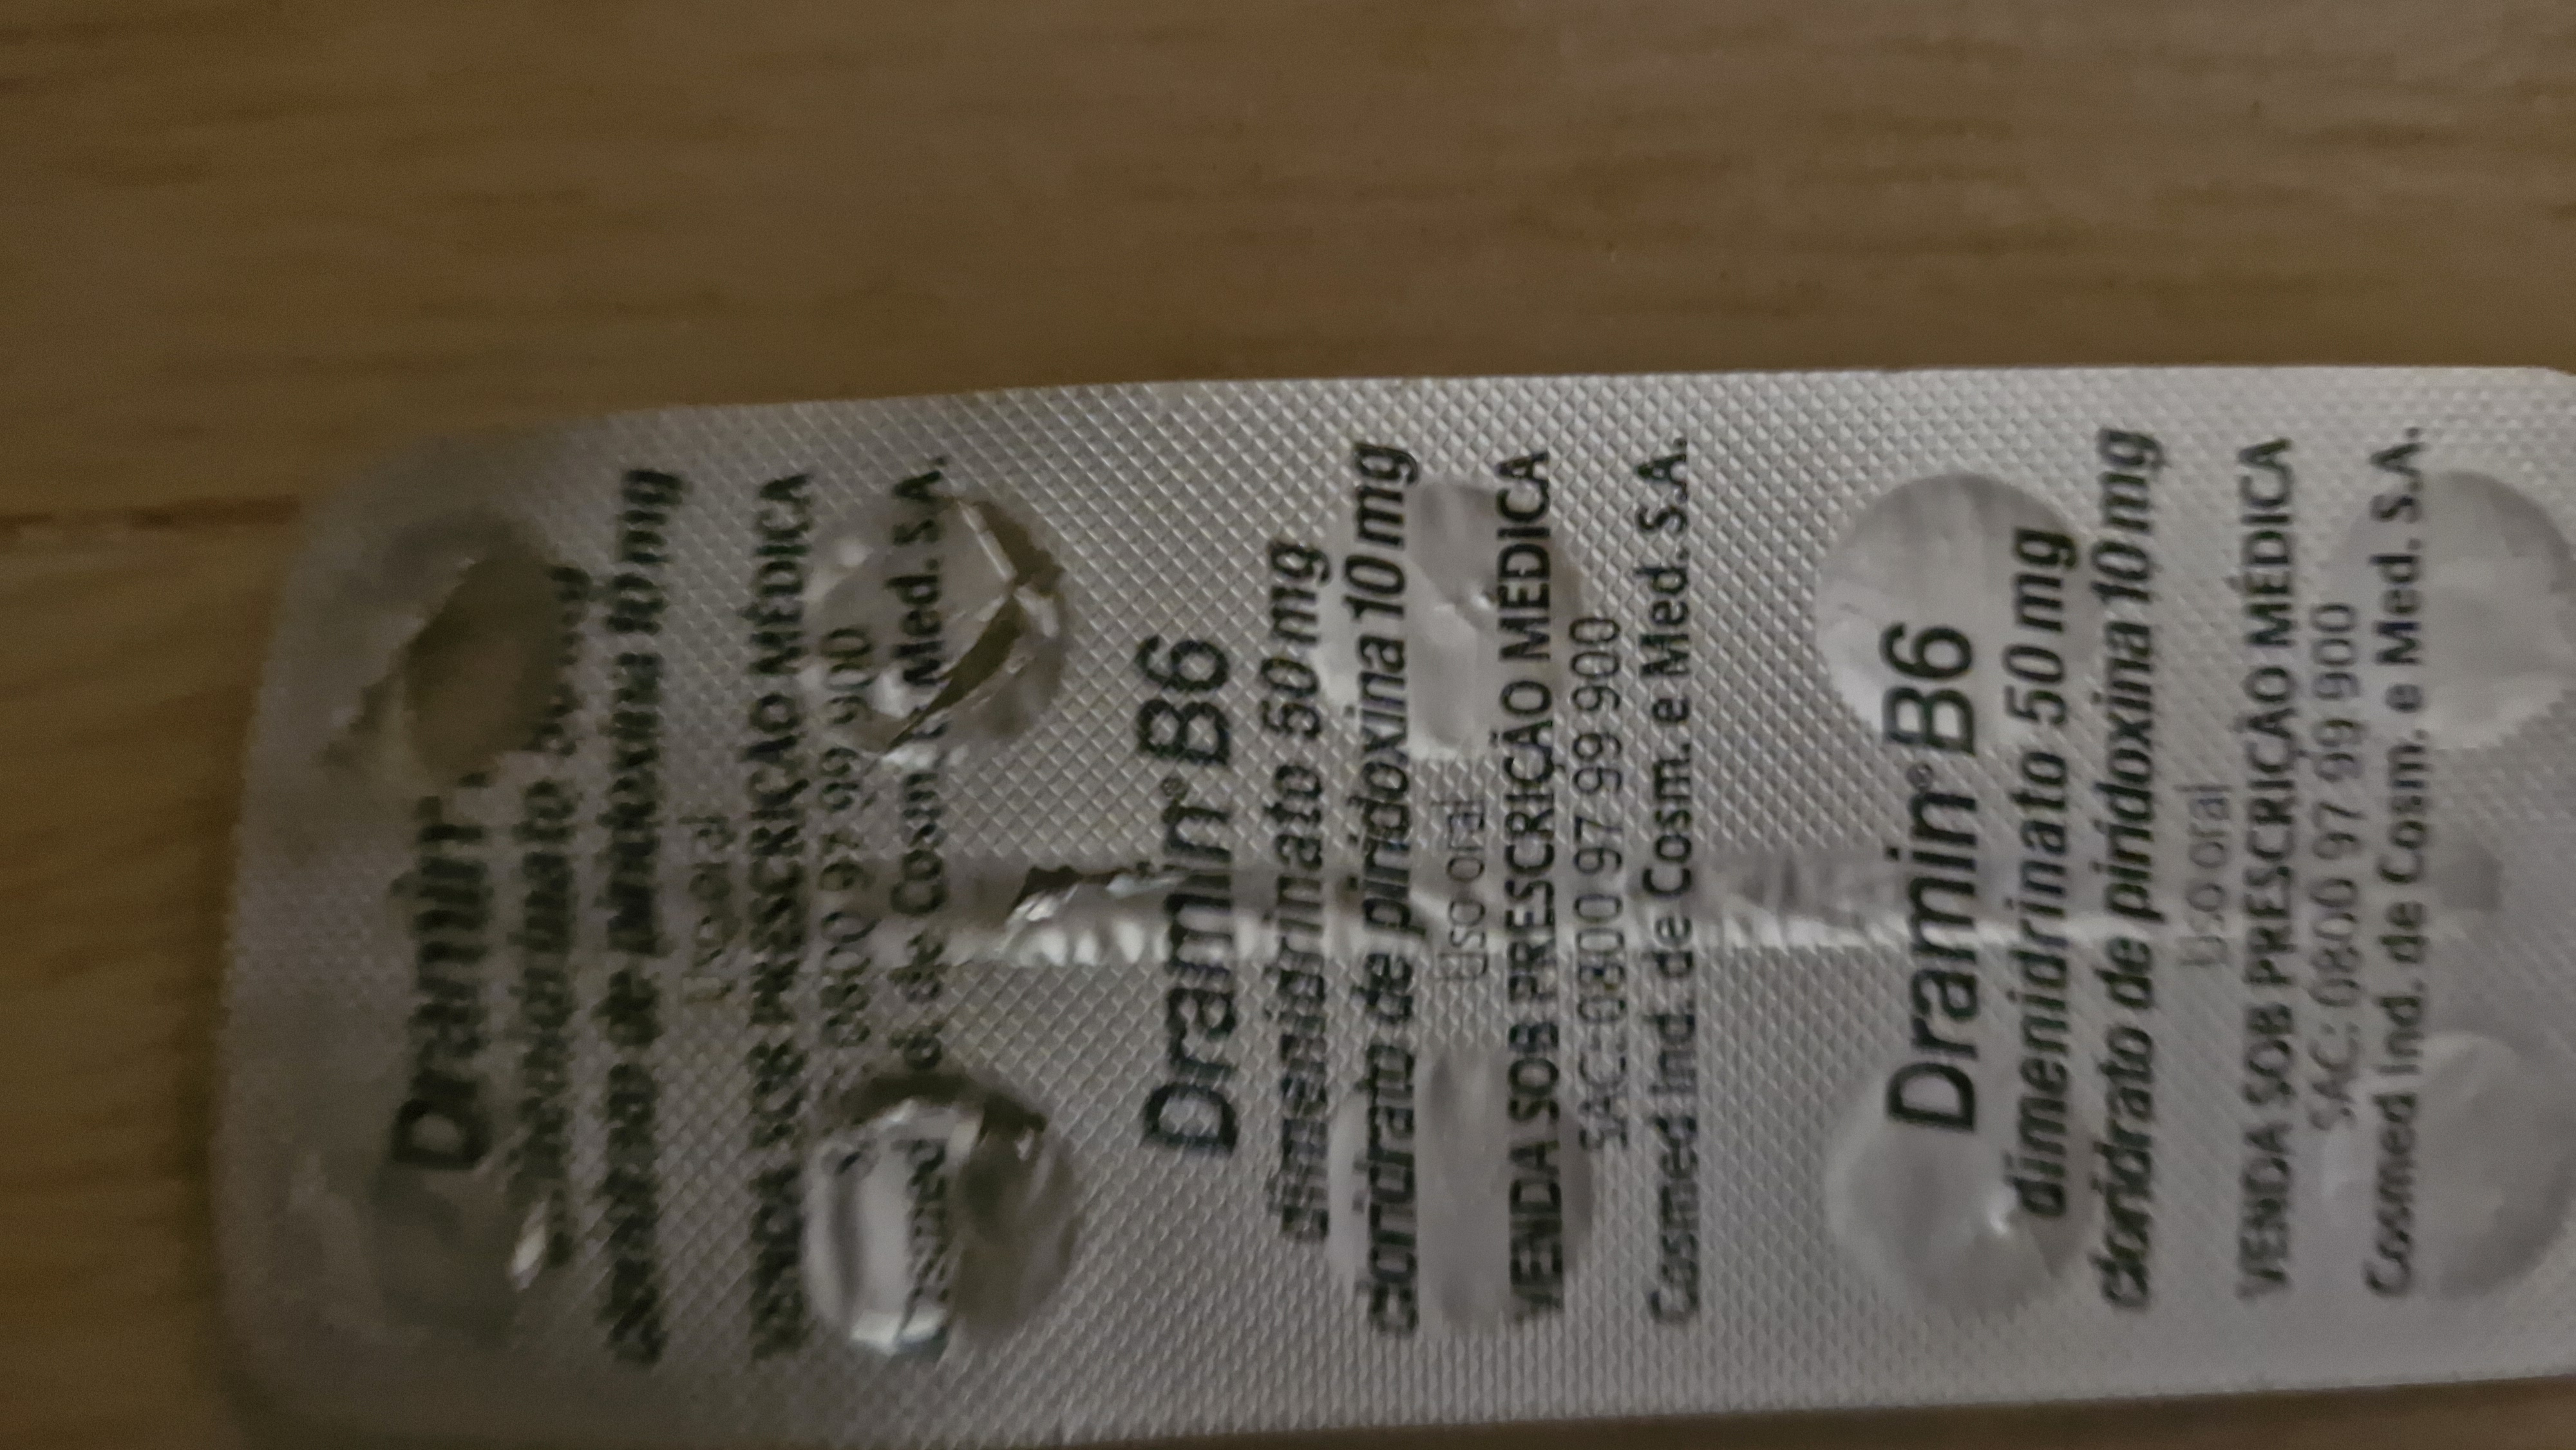 Dramin®
cloridrato de piridoxina 10 mg
Uso oral
VENDA SOB PRESCRIÇÃO MÉDICA
0800 97 99 900
Cosmed Ind. de Cosm. e Med. S.A.
Dramin® B6
dimenidrinato 50 mg
cloridrato de piridoxina 10 mg
Uso oral
VENDA SOB PRESCRIÇÃO MÉDICA
SAC: 0800 97 99 900
Cosmed Ind. de Cosm. e Med. S.A.
Dramin® B6
dimenidrinato 50 mg
cloridrato de piridoxina 10 mg
Uso oral
VENDA SOB PRESCRIÇÃO MÉDICA
SAC: 0800 97 99 900
Cosmed Ind. de Cosm. e Med. S.A.